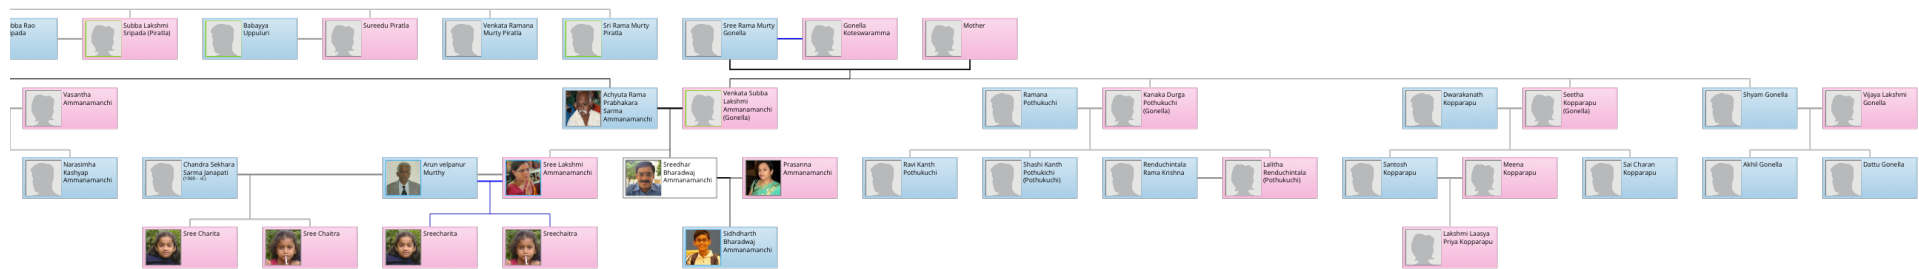 bba Rao
ipada
Subba Lakshmi
Sripada (Piratla)
Babayya
Uppuluri
Sureedu Piratla
Venkata Ramana
Murty Piratla
Sri Rama Murty
Piratla
Sree Rama Murty
Gonella
Gonella
Koteswaramma
Mother
Vasantha
Ammanamanchi
Achyuta Rama
Prabhakara
Sarma
Ammanamanchi
Venkata Subba
Lakshmi
Ammanamanchi
(Gonella)
Ramana
Pothukuchi
Kanaka Durga
Pothukuchi
(Gonella)
Dwarakanath
Kopparapu
Seetha
Kopparapu
(Gonella)
Shyam Gonella
Vijaya Lakshmi
Gonella
Narasimha
Kashyap
Ammanamanchi
Chandra Sekhara
Sarma Janapati
(1969 - d.)
Arun velpanur
Murthy
Sree Lakshmi
Ammanamanchi
Sreedhar
Bharadwaj
Ammanamanchi
Prasanna
Ammanamanchi
Ravi Kanth
Pothukuchi
Shashi Kanth
Pothukichi
(Pothukuchi)
Renduchintala
Rama Krishna
Lalitha
Renduchintala
(Pothukuchi)
Santosh
Kopparapu
Meena
Kopparapu
Sai Charan
Kopparapu
Akhil Gonella
Dattu Gonella
Sree Charita
Sree Chaitra
Sreecharita
Sreechaitra
Sidhdharth
Bharadwaj
Ammanamanchi
Lakshmi Laasya
Priya Kopparapu